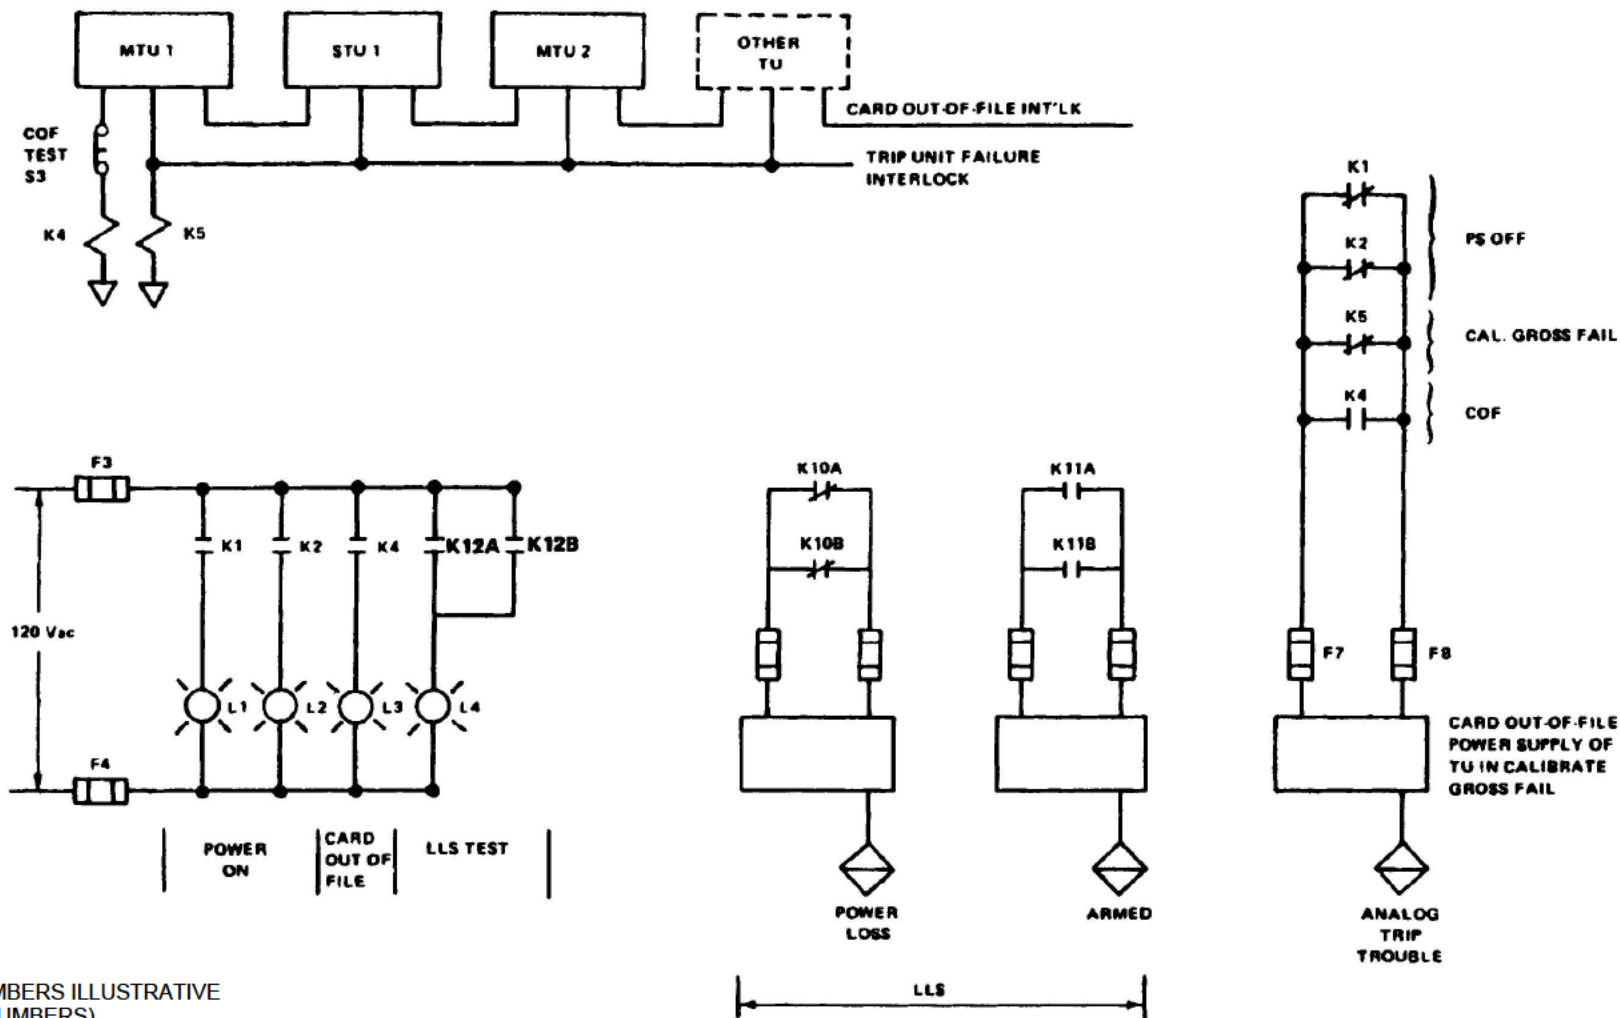 MTU 1
STU 1
MTU 2
OTHER
TU
CARD OUT-OF-FILE INT'LK
COF
TEST
S3
TRIP UNIT FAILURE
INTERLOCK
K4
K5
K1
PS OFF
K2
K5
CAL. GROSS FAIL
K4
COF
F3
K1
K2
K4
K12A
K12B
120 Vac
L1
L2
L3
L4
F4
POWER
ON
CARD
OUT OF
FILE
LLS TEST
K10A
K10B
K11A
K11B
F7
F8
CARD OUT-OF-FILE
POWER SUPPLY OF
TU IN CALIBRATE
GROSS FAIL
POWER
LOSS
ARMED
ANALOG
TRIP
TROUBLE
LLS
MBERS ILLUSTRATIVE
UMBERS)